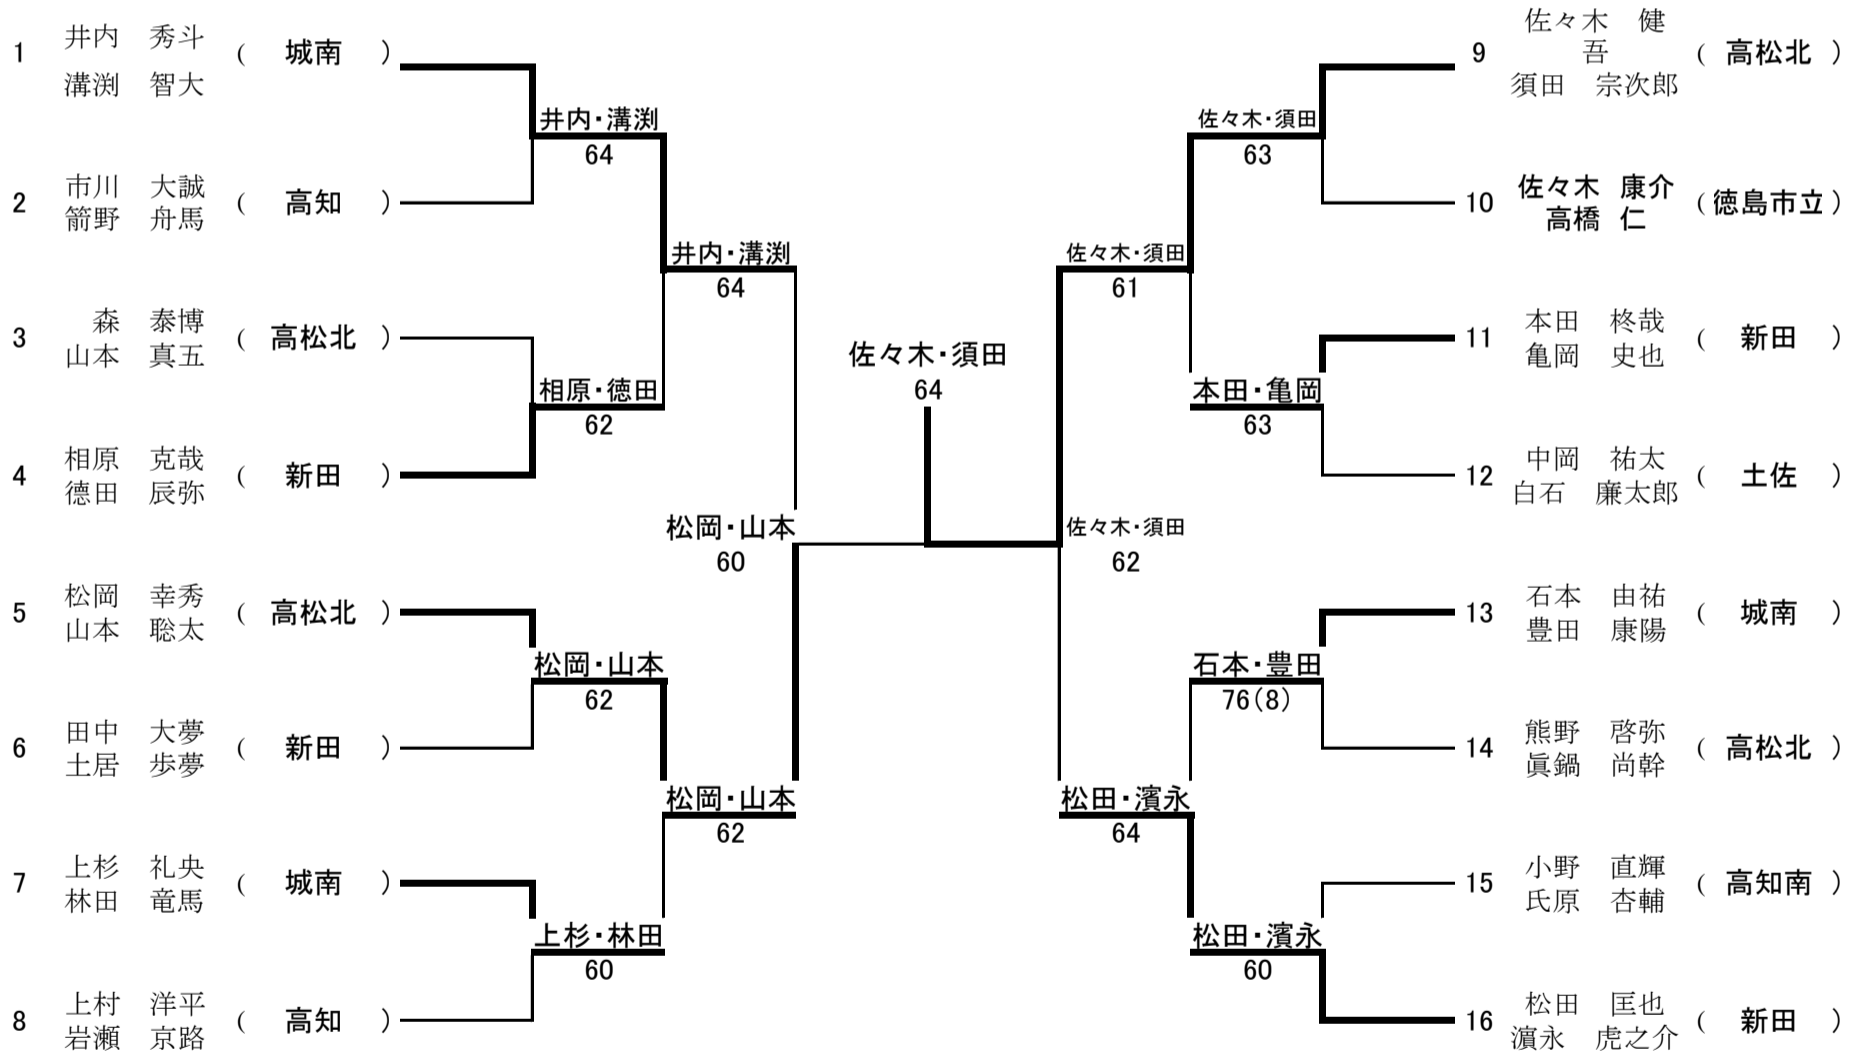 1 井内　秀斗 ( 城南 )
溝渕　智大
2 市川　大誠 ( 高知 )
箭野　舟馬
3 森　泰博 ( 高松北 )
山本　真五
4 相原　克哉 ( 新田 )
徳田　辰弥
5 松岡　幸秀 ( 高松北 )
山本　聡太
6 田中　大夢 ( 新田 )
土居　歩夢
7 上杉　礼央 ( 城南 )
林田　竜馬
8 上村　洋平 ( 高知 )
岩瀬　京路
井内・溝渕
64
相原・徳田
62
松岡・山本
62
上杉・林田
60
井内・溝渕
64
松岡・山本
62
松岡・山本
60
佐々木・須田
64
佐々木・須田
62
佐々木・須田
61
松田・濱永
64
佐々木・須田
63
本田・亀岡
63
石本・豊田
76(8)
松田・濱永
60
佐々木　健
9 吾 ( 高松北 )
須田　宗次郎
10 佐々木　康介 ( 徳島市立 )
高橋　仁
11 本田　柊哉 ( 新田 )
亀岡　史也
12 中岡　祐太 ( 土佐 )
白石　廉太郎
13 石本　由祐 ( 城南 )
豊田　康陽
14 熊野　啓弥 ( 高松北 )
眞鍋　尚幹
15 小野　直輝 ( 高知南 )
氏原　杏輔
16 松田　匡也 ( 新田 )
濵永　虎之介